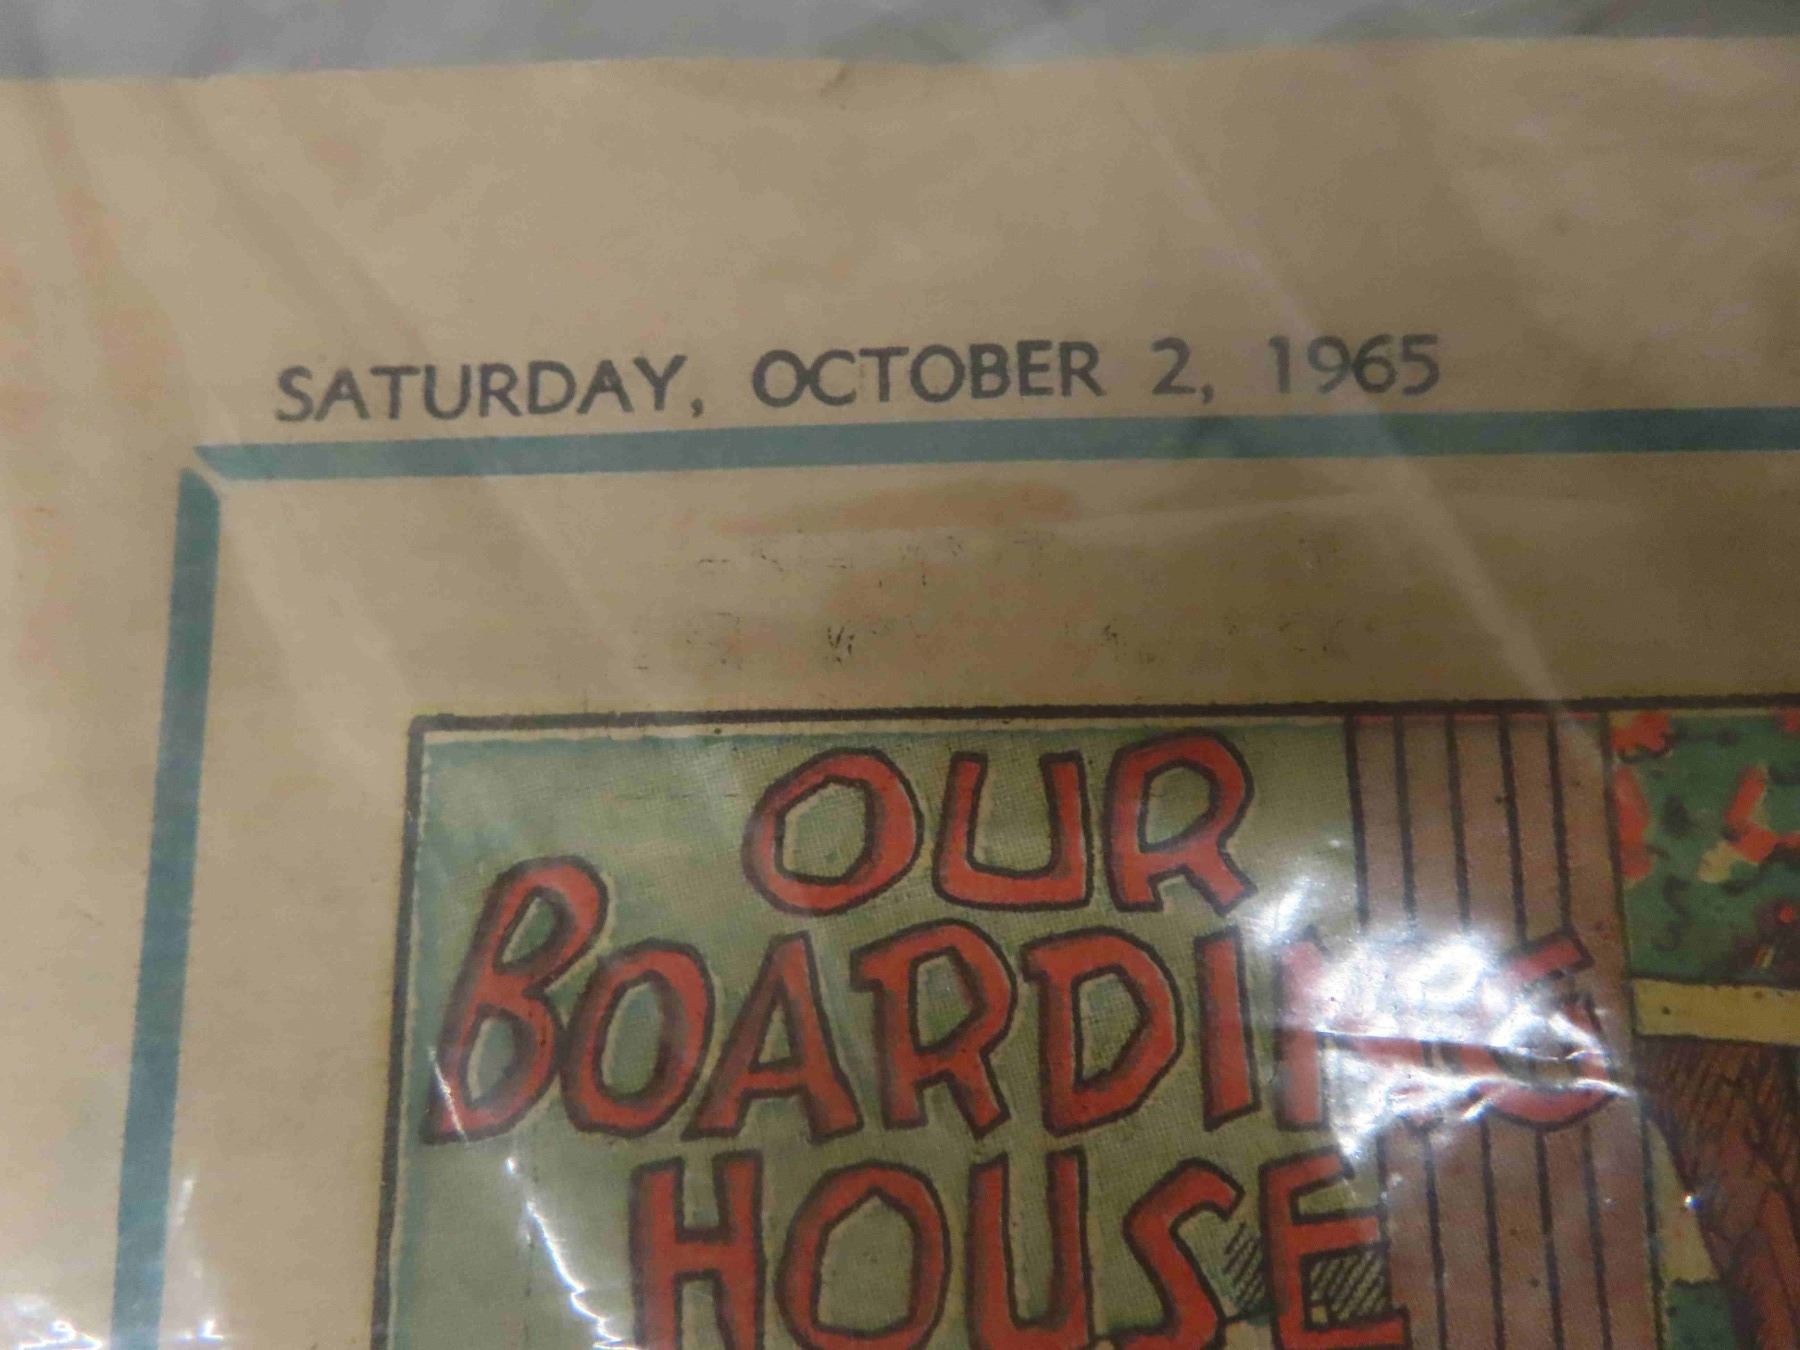 SATURDAY, OCTOBER 2, 1965
OUR
BOARDING
HOUSE